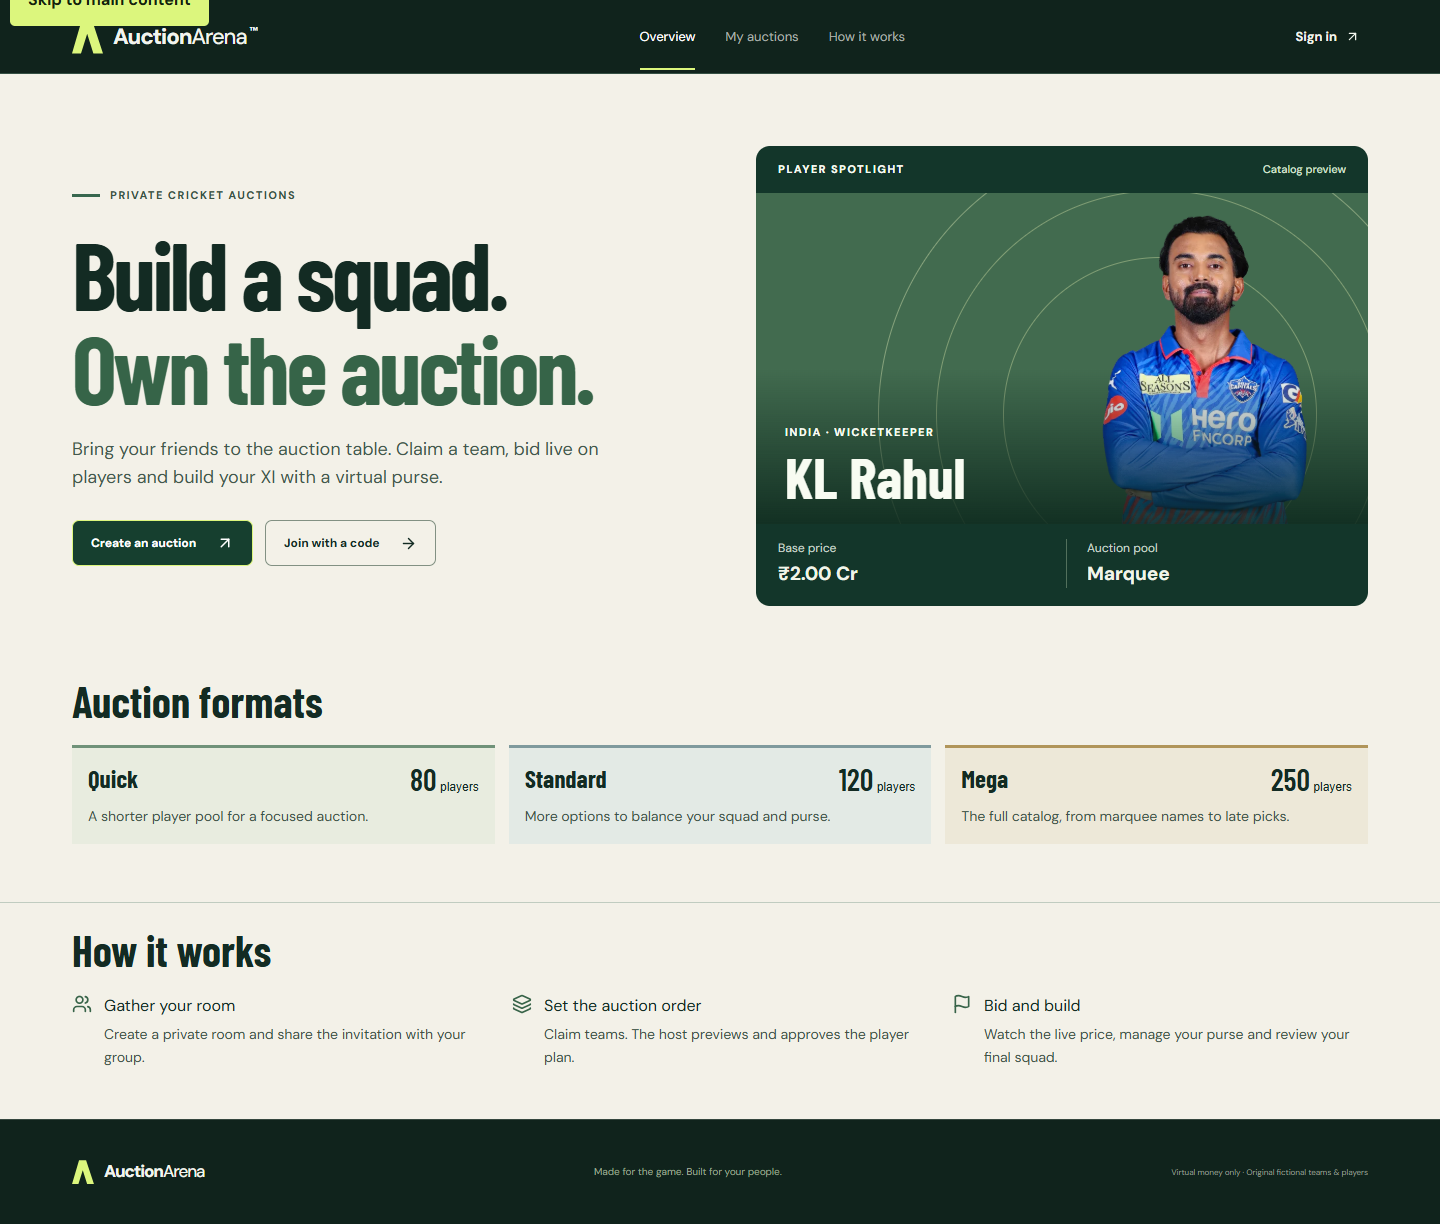 Skip to main content
AuctionArena™
Overview
My auctions
How it works
Sign in
PRIVATE CRICKET AUCTIONS
Build a squad.
Own the auction.
Bring your friends to the auction table. Claim a team, bid live on
players and build your XI with a virtual purse.
Create an auction
Join with a code
PLAYER SPOTLIGHT
Catalog preview
ALL
SEASONS
CAPITALS
Jio
Hero
FINCORP
INDIA · WICKETKEEPER
KL Rahul
Base price
₹2.00 Cr
Auction pool
Marquee
Auction formats
Quick
80 players
A shorter player pool for a focused auction.
Standard
120 players
More options to balance your squad and purse.
Mega
250 players
The full catalog, from marquee names to late picks.
How it works
Gather your room
Create a private room and share the invitation with your
group.
Set the auction order
Claim teams. The host previews and approves the player
plan.
Bid and build
Watch the live price, manage your purse and review your
final squad.
AuctionArena
Made for the game. Built for your people.
Virtual money only · Original fictional teams & players